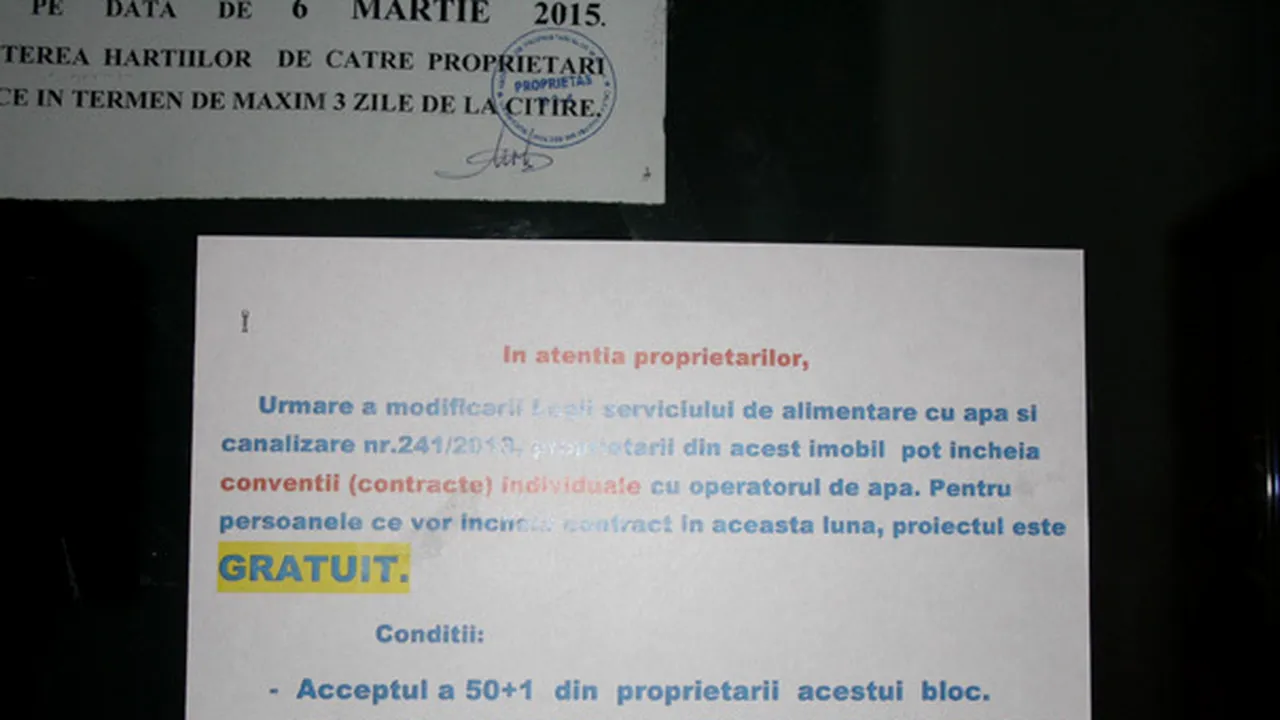 PE DATA DE 6 MARTIE 2015.
TEREA HARTIILOR DE CATRE PROPRIETARI
CE IN TERMEN DE MAXIM 3 ZILE DE LA CITIRE.
PROPRIETAS
In atentia proprietarilor,
Urmare a modificarii Legii serviciului de alimentare cu apa si
canalizare nr.241/2013, proprietarii din acest imobil pot incheia
conventii (contracte) individuale cu operatorul de apa. Pentru
persoanele ce vor incheia contract in aceasta luna, proiectul este
GRATUIT.
Conditii:
- Acceptul a 50+1 din proprietarii acestui bloc.